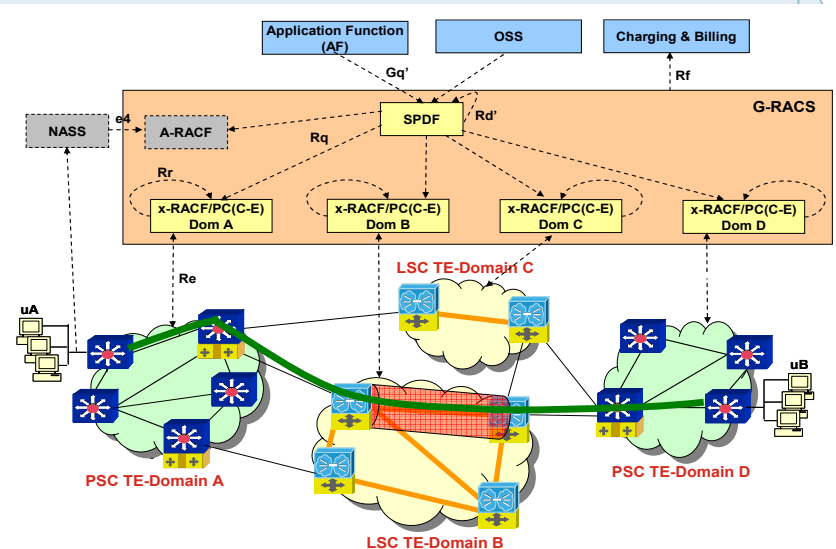 Application Function
(AF)
OSS
Charging & Billing
Gq’
Rf
G-RACS
e4
Rd’
NASS
A-RACF
SPDF
Rq
Rr
x-RACF/PC(C-E)
Dom A
x-RACF/PC(C-E)
Dom B
x-RACF/PC(C-E)
Dom C
x-RACF/PC(C-E)
Dom D
LSC TE-Domain C
Re
uA
uB
PSC TE-Domain A
PSC TE-Domain D
LSC TE-Domain B